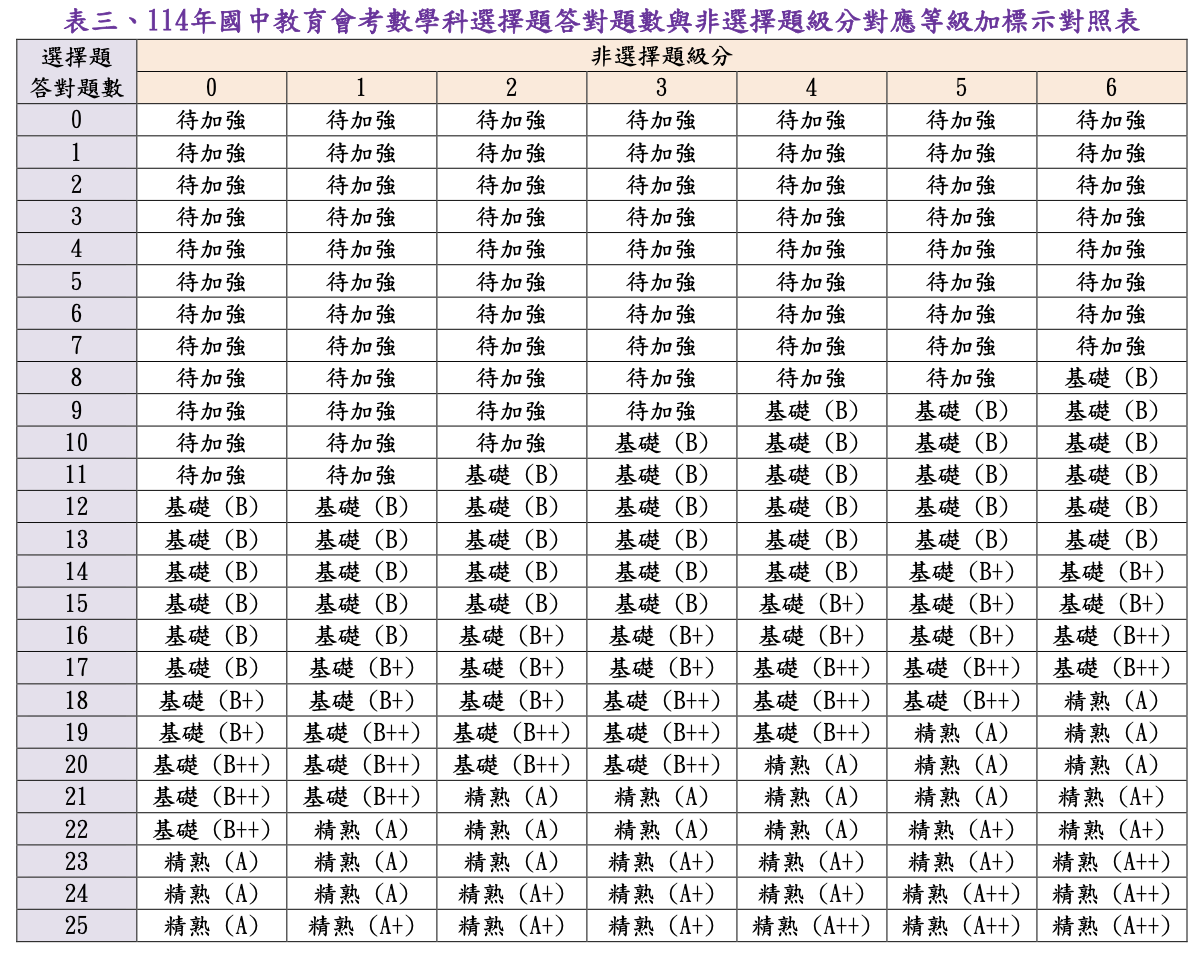 表三、114年國中教育會考數學科選擇題答對題數與非選擇題級分對應等級加標示對照表
選擇題 非選擇題級分
答對題數 0 1 2 3 4 5 6
0 待加強 待加強 待加強 待加強 待加強 待加強 待加強
1 待加強 待加強 待加強 待加強 待加強 待加強 待加強
2 待加強 待加強 待加強 待加強 待加強 待加強 待加強
3 待加強 待加強 待加強 待加強 待加強 待加強 待加強
4 待加強 待加強 待加強 待加強 待加強 待加強 待加強
5 待加強 待加強 待加強 待加強 待加強 待加強 待加強
6 待加強 待加強 待加強 待加強 待加強 待加強 待加強
7 待加強 待加強 待加強 待加強 待加強 待加強 待加強
8 待加強 待加強 待加強 待加強 待加強 待加強 基礎 (B)
9 待加強 待加強 待加強 待加強 基礎 (B) 基礎 (B) 基礎 (B)
10 待加強 待加強 待加強 基礎 (B) 基礎 (B) 基礎 (B) 基礎 (B)
11 待加強 待加強 基礎 (B) 基礎 (B) 基礎 (B) 基礎 (B) 基礎 (B)
12 基礎 (B) 基礎 (B) 基礎 (B) 基礎 (B) 基礎 (B) 基礎 (B) 基礎 (B)
13 基礎 (B) 基礎 (B) 基礎 (B) 基礎 (B) 基礎 (B) 基礎 (B) 基礎 (B)
14 基礎 (B) 基礎 (B) 基礎 (B) 基礎 (B) 基礎 (B) 基礎 (B+) 基礎 (B+)
15 基礎 (B) 基礎 (B) 基礎 (B) 基礎 (B) 基礎 (B+) 基礎 (B+) 基礎 (B+)
16 基礎 (B) 基礎 (B) 基礎 (B+) 基礎 (B+) 基礎 (B+) 基礎 (B+) 基礎 (B++)
17 基礎 (B) 基礎 (B+) 基礎 (B+) 基礎 (B+) 基礎 (B++) 基礎 (B++) 基礎 (B++)
18 基礎 (B+) 基礎 (B+) 基礎 (B+) 基礎 (B++) 基礎 (B++) 基礎 (B++) 精熟 (A)
19 基礎 (B+) 基礎 (B++) 基礎 (B++) 基礎 (B++) 基礎 (B++) 精熟 (A) 精熟 (A)
20 基礎 (B++) 基礎 (B++) 基礎 (B++) 基礎 (B++) 精熟 (A) 精熟 (A) 精熟 (A)
21 基礎 (B++) 基礎 (B++) 精熟 (A) 精熟 (A) 精熟 (A) 精熟 (A) 精熟 (A+)
22 基礎 (B++) 精熟 (A) 精熟 (A) 精熟 (A) 精熟 (A) 精熟 (A+) 精熟 (A+)
23 精熟 (A) 精熟 (A) 精熟 (A) 精熟 (A+) 精熟 (A+) 精熟 (A+) 精熟 (A++)
24 精熟 (A) 精熟 (A) 精熟 (A+) 精熟 (A+) 精熟 (A+) 精熟 (A++) 精熟 (A++)
25 精熟 (A) 精熟 (A+) 精熟 (A+) 精熟 (A+) 精熟 (A++) 精熟 (A++) 精熟 (A++)